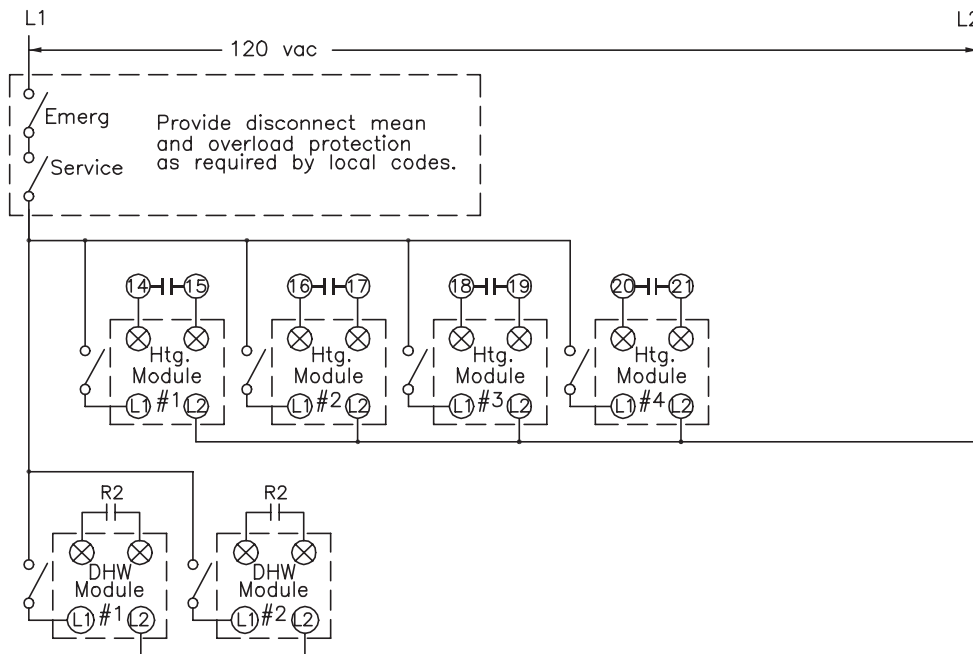 L1
L2
120 vac
Emerg
Service
Provide disconnect mean
and overload protection
as required by local codes.
14 15
16 17
18 19
20 21
Htg.
Module
#1
L1 L2
Htg.
Module
#2
L1 L2
Htg.
Module
#3
L1 L2
Htg.
Module
#4
L1 L2
R2
R2
DHW
Module
#1
L1 L2
DHW
Module
#2
L1 L2